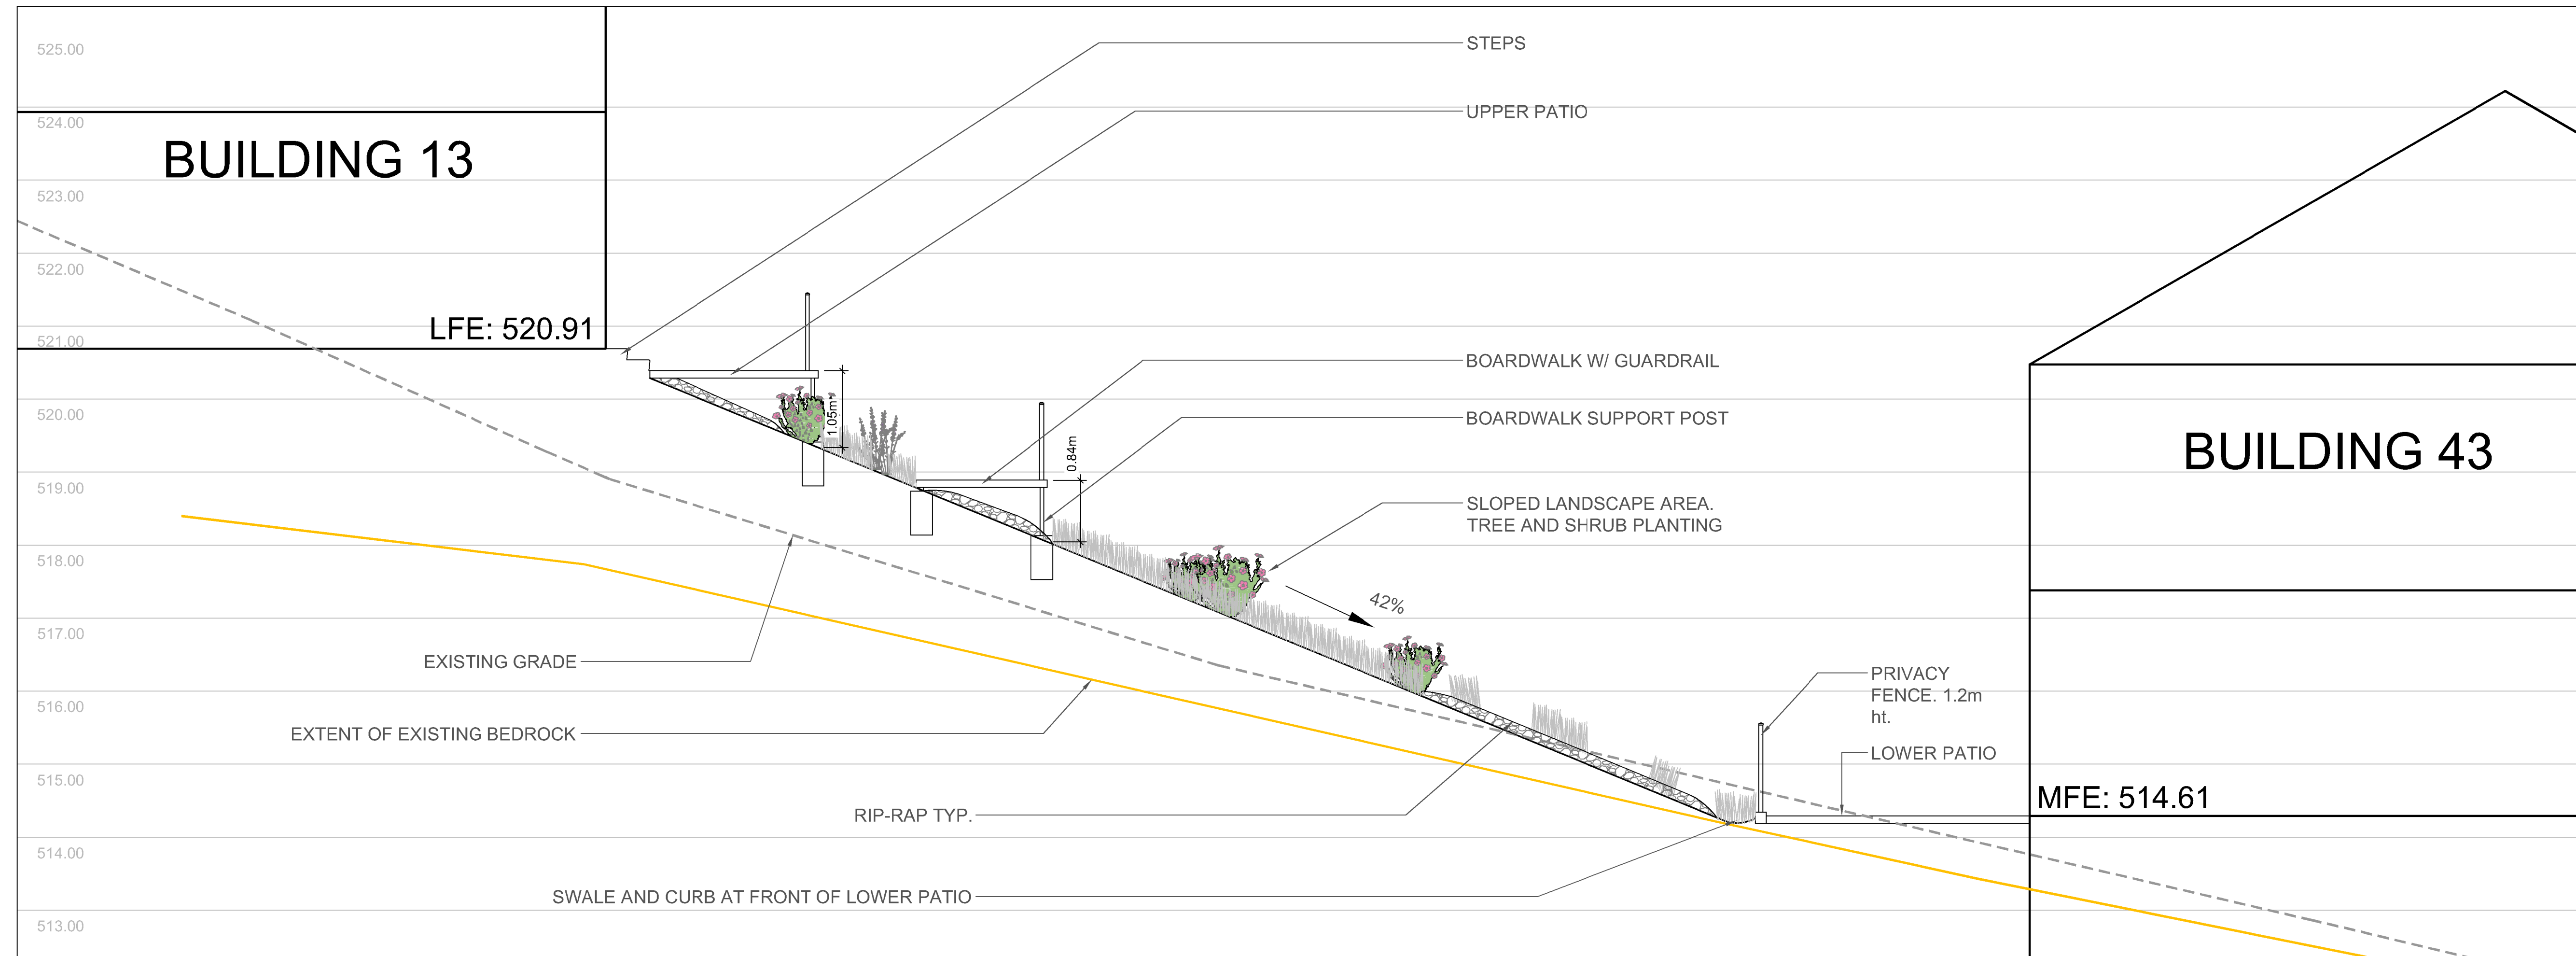 525.00
STEPS
UPPER PATIO
524.00
BUILDING 13
523.00
522.00
LFE: 520.91
521.00
BOARDWALK W/ GUARDRAIL
520.00
1.05m*
BOARDWALK SUPPORT POST
0.84m
BUILDING 43
519.00
SLOPED LANDSCAPE AREA.
TREE AND SHRUB PLANTING
518.00
42%
517.00
EXISTING GRADE
PRIVACY
FENCE. 1.2m
ht.
516.00
EXTENT OF EXISTING BEDROCK
LOWER PATIO
515.00
MFE: 514.61
RIP-RAP TYP.
514.00
SWALE AND CURB AT FRONT OF LOWER PATIO
513.00